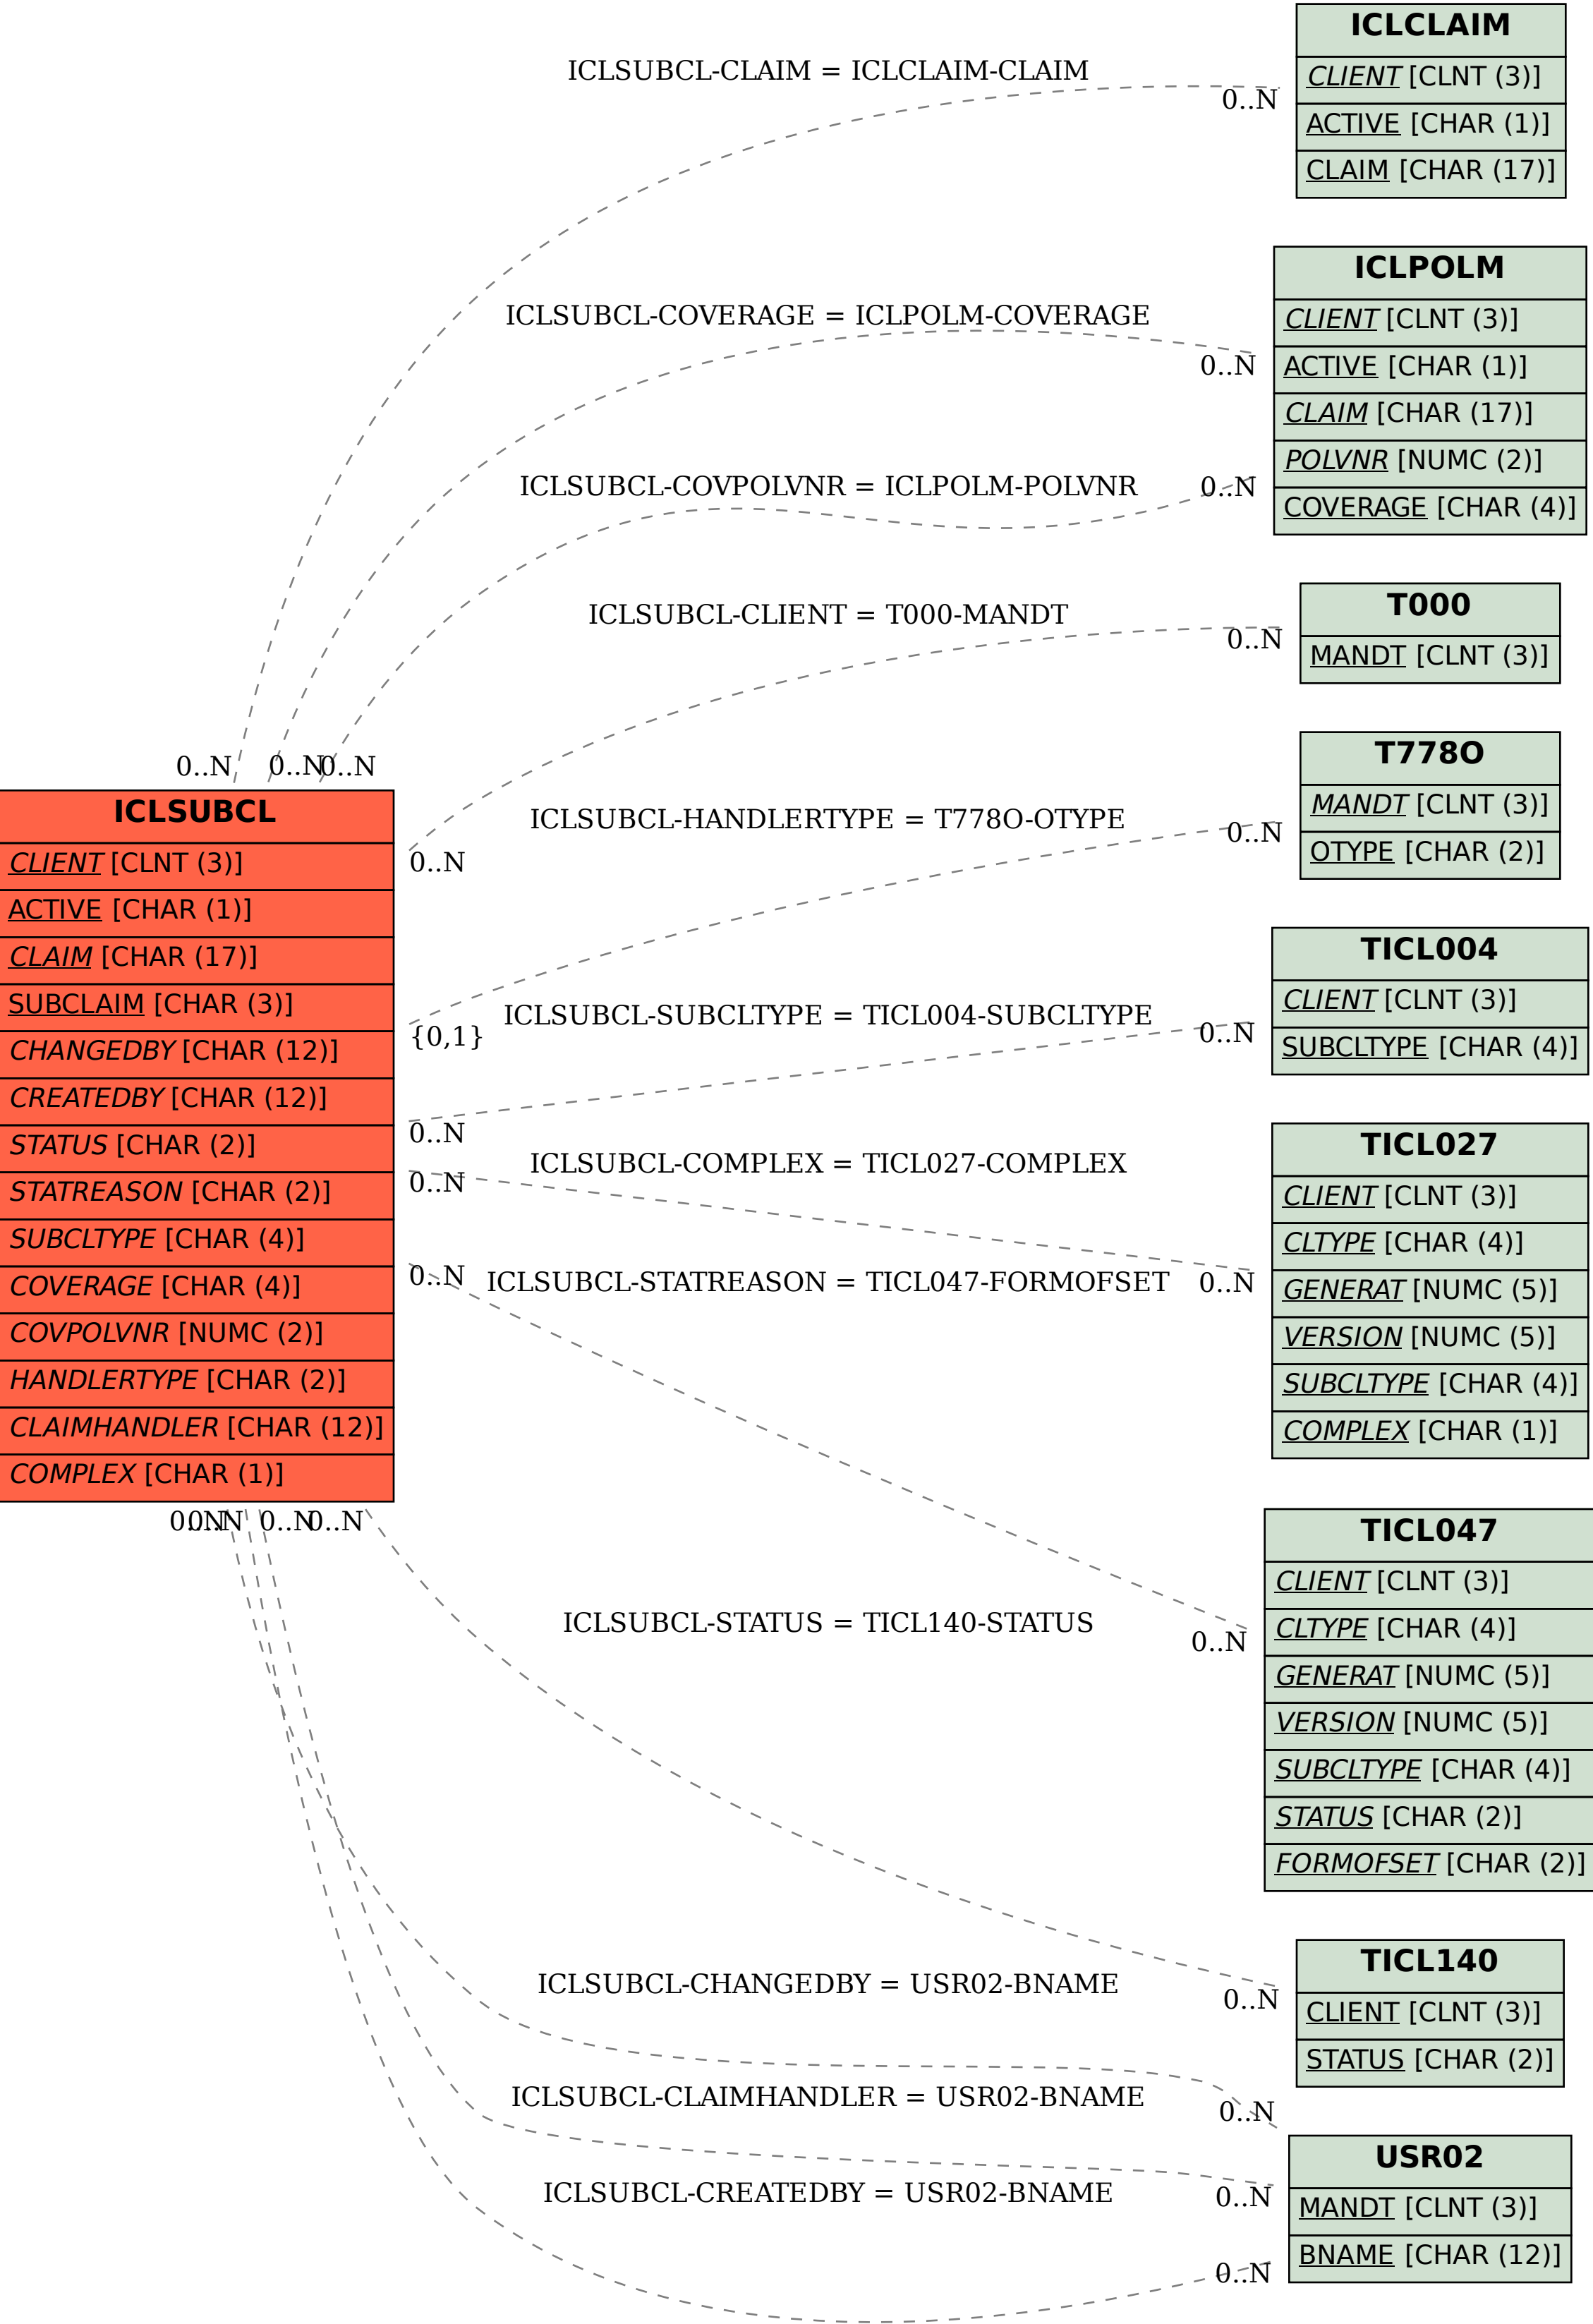 ICLCLAIM
CLIENT [CLNT (3)]
ACTIVE [CHAR (1)]
CLAIM [CHAR (17)]
ICLSUBCL-CLAIM = ICLCLAIM-CLAIM
0..N
ICLPOLM
CLIENT [CLNT (3)]
ACTIVE [CHAR (1)]
CLAIM [CHAR (17)]
POLVNR [NUMC (2)]
COVERAGE [CHAR (4)]
ICLSUBCL-COVERAGE = ICLPOLM-COVERAGE
0..N
ICLSUBCL-COVPOLVNR = ICLPOLM-POLVNR
0..N
T000
MANDT [CLNT (3)]
ICLSUBCL-CLIENT = T000-MANDT
0..N
T778O
MANDT [CLNT (3)]
OTYPE [CHAR (2)]
ICLSUBCL-HANDLERTYPE = T778O-OTYPE
0..N
0..N
0..N
0..N
ICLSUBCL
CLIENT [CLNT (3)]
ACTIVE [CHAR (1)]
CLAIM [CHAR (17)]
SUBCLAIM [CHAR (3)]
CHANGEDBY [CHAR (12)]
CREATEDBY [CHAR (12)]
STATUS [CHAR (2)]
STATREASON [CHAR (2)]
SUBCLTYPE [CHAR (4)]
COVERAGE [CHAR (4)]
COVPOLVNR [NUMC (2)]
HANDLERTYPE [CHAR (2)]
CLAIMHANDLER [CHAR (12)]
COMPLEX [CHAR (1)]
0..N
{0,1}
0..N
0..N
0..N
0..N
0..N
0..N
0..N
TICL004
CLIENT [CLNT (3)]
SUBCLTYPE [CHAR (4)]
ICLSUBCL-SUBCLTYPE = TICL004-SUBCLTYPE
0..N
TICL027
CLIENT [CLNT (3)]
CLTYPE [CHAR (4)]
GENERAT [NUMC (5)]
VERSION [NUMC (5)]
SUBCLTYPE [CHAR (4)]
COMPLEX [CHAR (1)]
ICLSUBCL-COMPLEX = TICL027-COMPLEX
0..N
ICLSUBCL-STATREASON = TICL047-FORMOFSET
TICL047
CLIENT [CLNT (3)]
CLTYPE [CHAR (4)]
GENERAT [NUMC (5)]
VERSION [NUMC (5)]
SUBCLTYPE [CHAR (4)]
STATUS [CHAR (2)]
FORMOFSET [CHAR (2)]
0..N
ICLSUBCL-STATUS = TICL140-STATUS
TICL140
CLIENT [CLNT (3)]
STATUS [CHAR (2)]
0..N
ICLSUBCL-CHANGEDBY = USR02-BNAME
0..N
ICLSUBCL-CLAIMHANDLER = USR02-BNAME
0..N
ICLSUBCL-CREATEDBY = USR02-BNAME
0..N
USR02
MANDT [CLNT (3)]
BNAME [CHAR (12)]